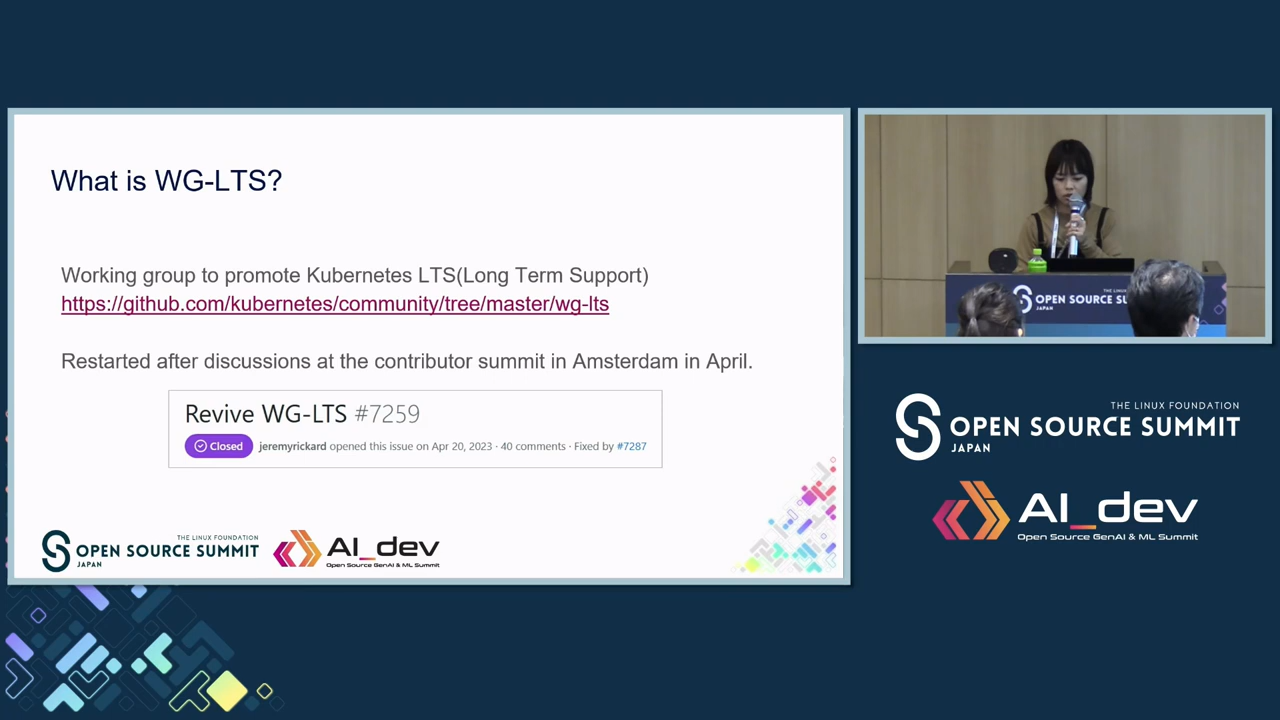 What is WG-LTS?
Working group to promote Kubernetes LTS(Long Term Support)
https://github.com/kubernetes/community/tree/master/wg-lts
Restarted after discussions at the contributor summit in Amsterdam in April.
Revive WG-LTS #7259
Closed jeremyrickard opened this issue on Apr 20, 2023 · 40 comments · Fixed by #7287
THE LINUX FOUNDATION
OPEN SOURCE SUMMIT
JAPAN
AI_dev
Open Source GenAI & ML Summit
OPEN SOURCE SU
JAPAN
THE LINUX FOUNDATION
OPEN SOURCE SUMMIT
JAPAN
AI_dev
Open Source GenAI & ML Summit